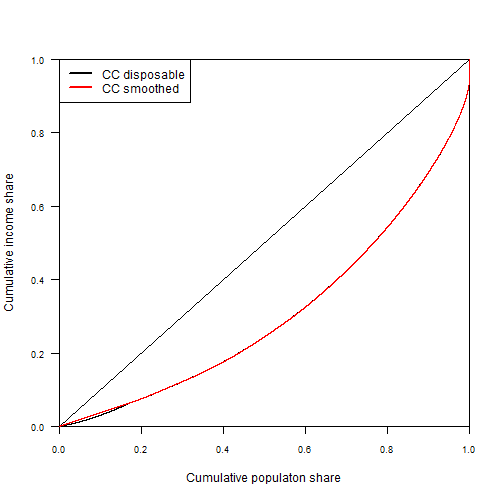 CC disposable
CC smoothed
1.0
0.8
0.6
0.4
0.2
0.0
Cumulative income share
0.0 0.2 0.4 0.6 0.8 1.0
Cumulative populaton share